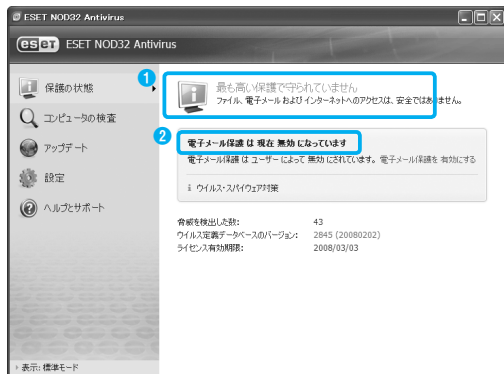 ESET NOD32 Antivirus
eset ESET NOD32 Antivirus
保護の状態
コンピュータの検査
アップデート
設定
ヘルプとサポート
表示: 標準モード
1
最も高い保護で守られていません
ファイル、電子メール および インターネットへのアクセスは、安全ではありません。
2
電子メール保護 は 現在 無効 になっています
電子メール保護 は ユーザー によって 無効 にされています。電子メール保護を 有効にする
i ウイルス・スパイウェア対策
脅威を検出した数: 43
ウイルス定義データベースのバージョン: 2845 (20080202)
ライセンス有効期限: 2008/03/03